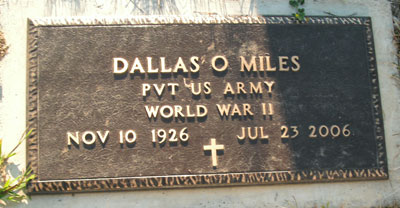 DALLAS O MILES
PVT US ARMY
WORLD WAR II
NOV 10 1926 JUL 23 2006